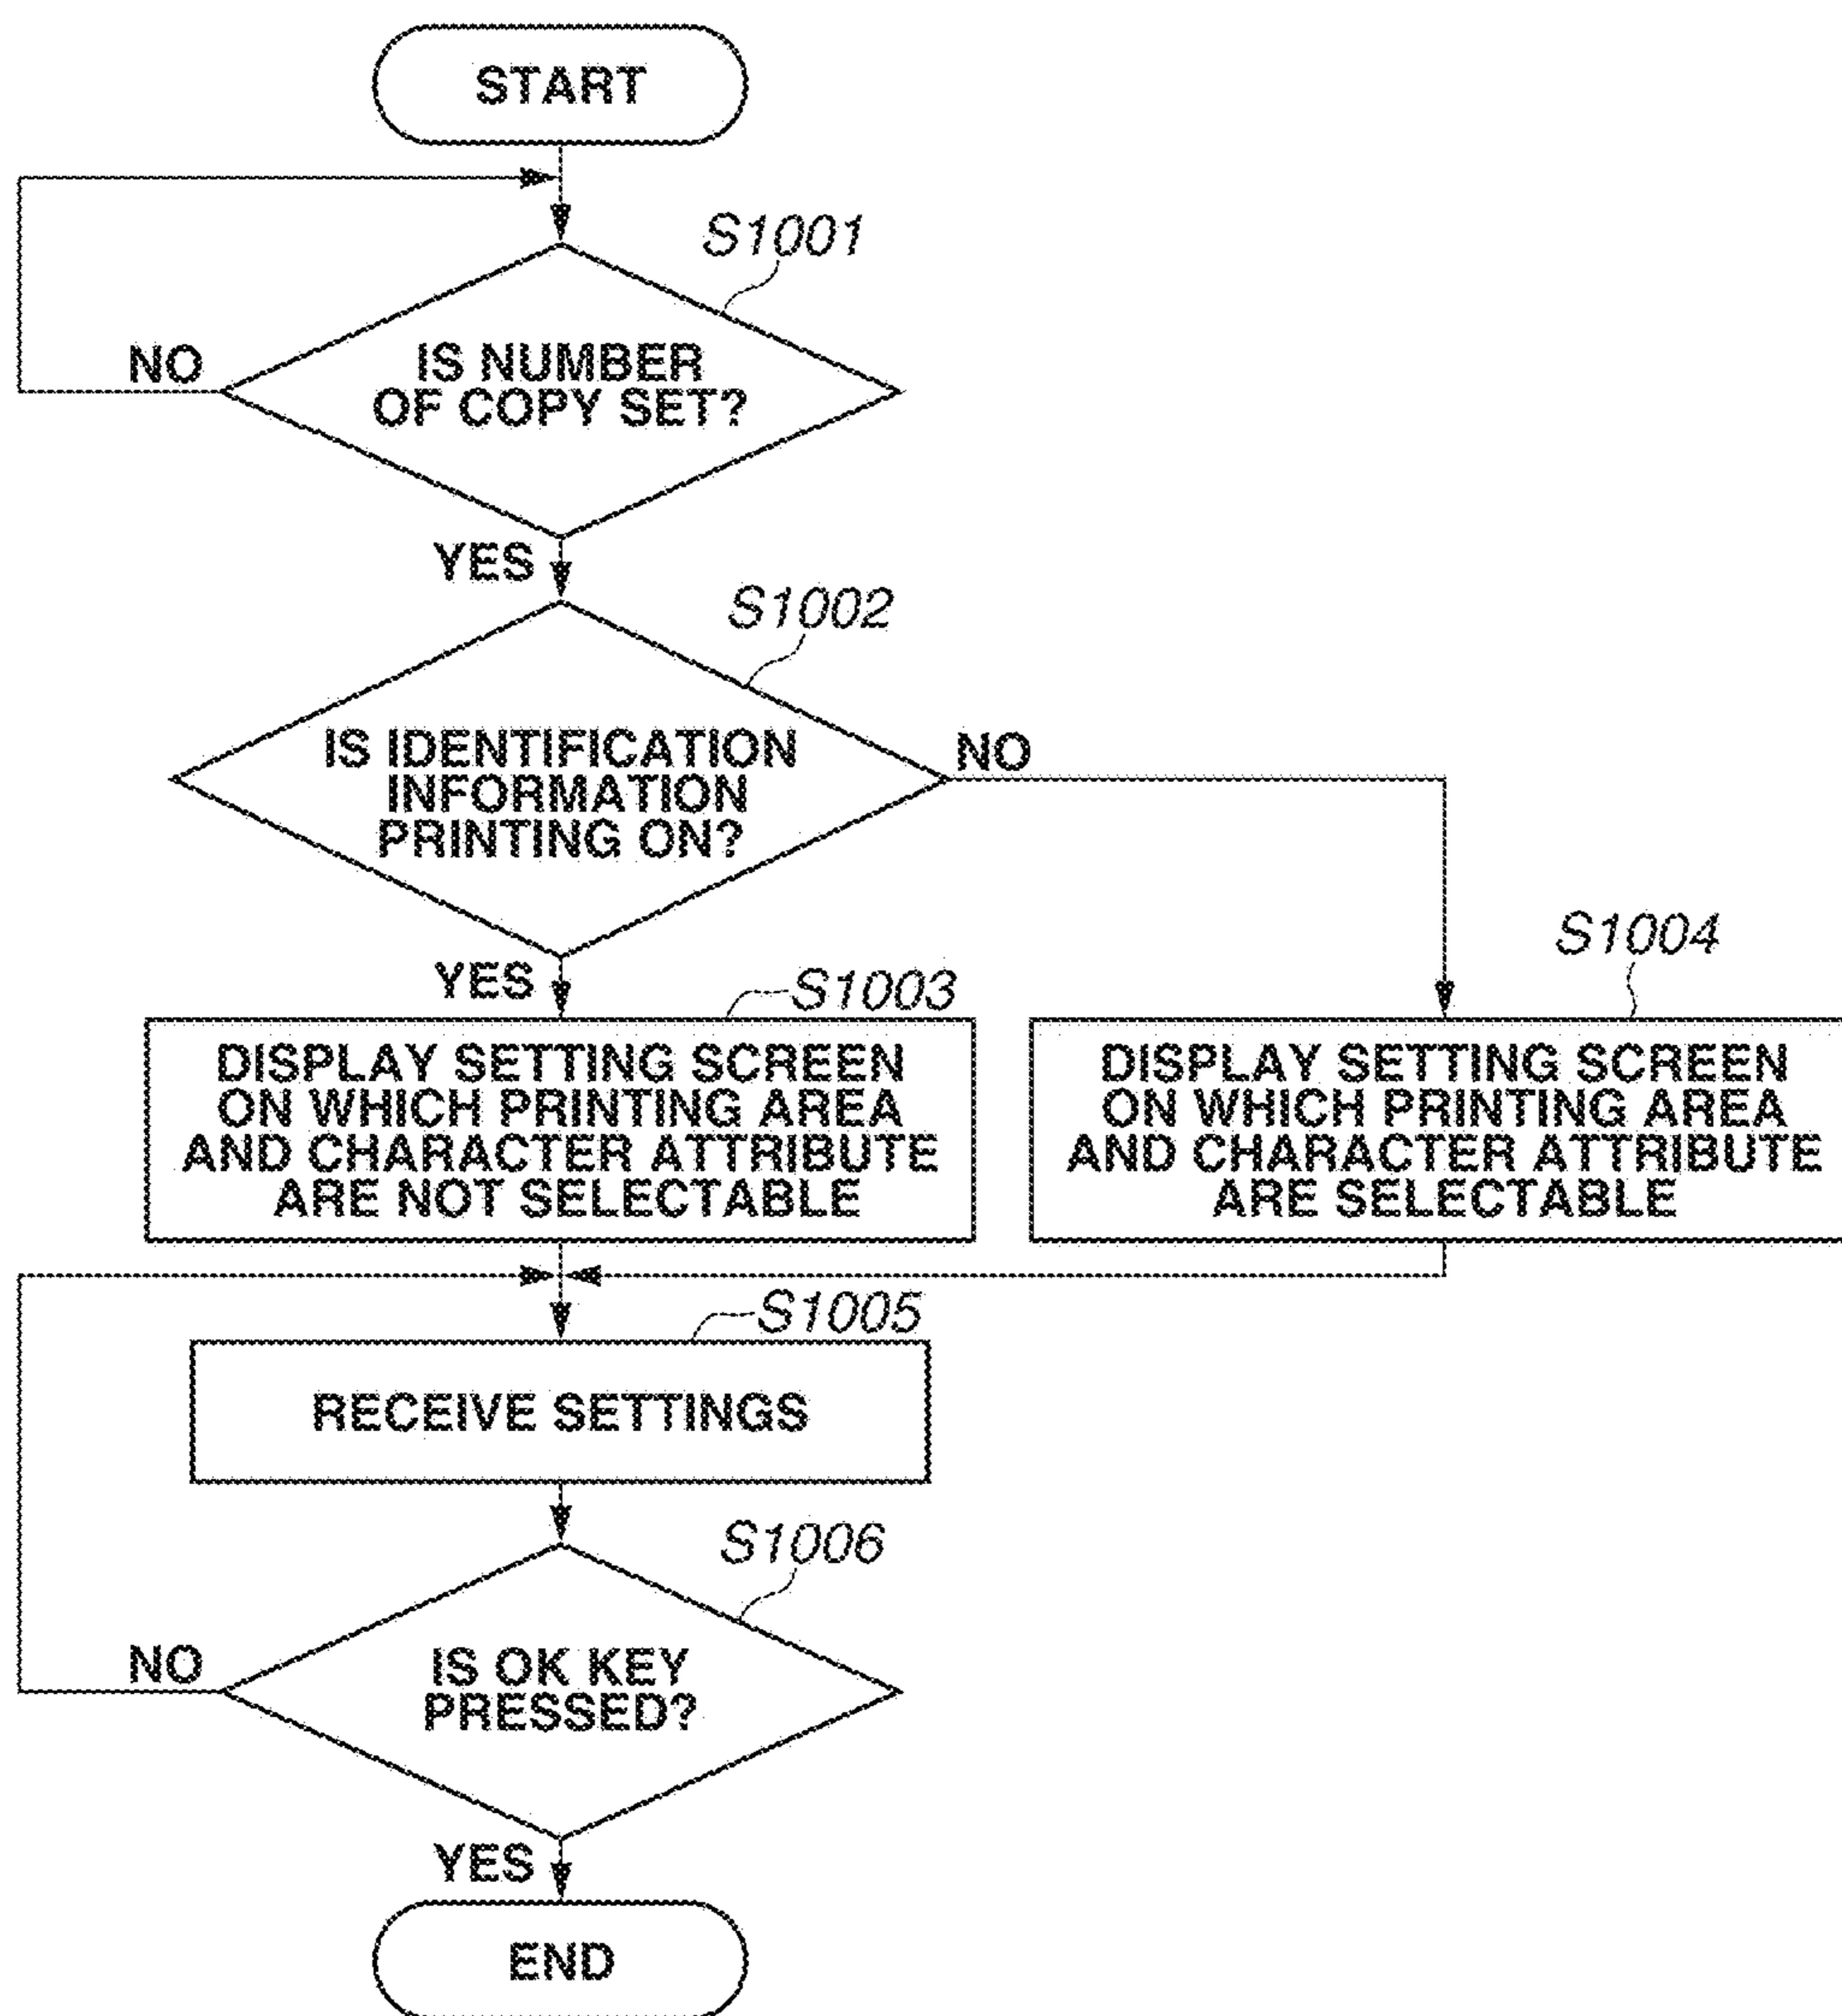 START
S1001
NO
IS NUMBER
OF COPY SET?
YES
S1002
IS IDENTIFICATION
INFORMATION
PRINTING ON?
NO
S1004
YES
S1003
DISPLAY SETTING SCREEN
ON WHICH PRINTING AREA
AND CHARACTER ATTRIBUTE
ARE NOT SELECTABLE
DISPLAY SETTING SCREEN
ON WHICH PRINTING AREA
AND CHARACTER ATTRIBUTE
ARE SELECTABLE
S1005
RECEIVE SETTINGS
S1006
NO
IS OK KEY
PRESSED?
YES
END